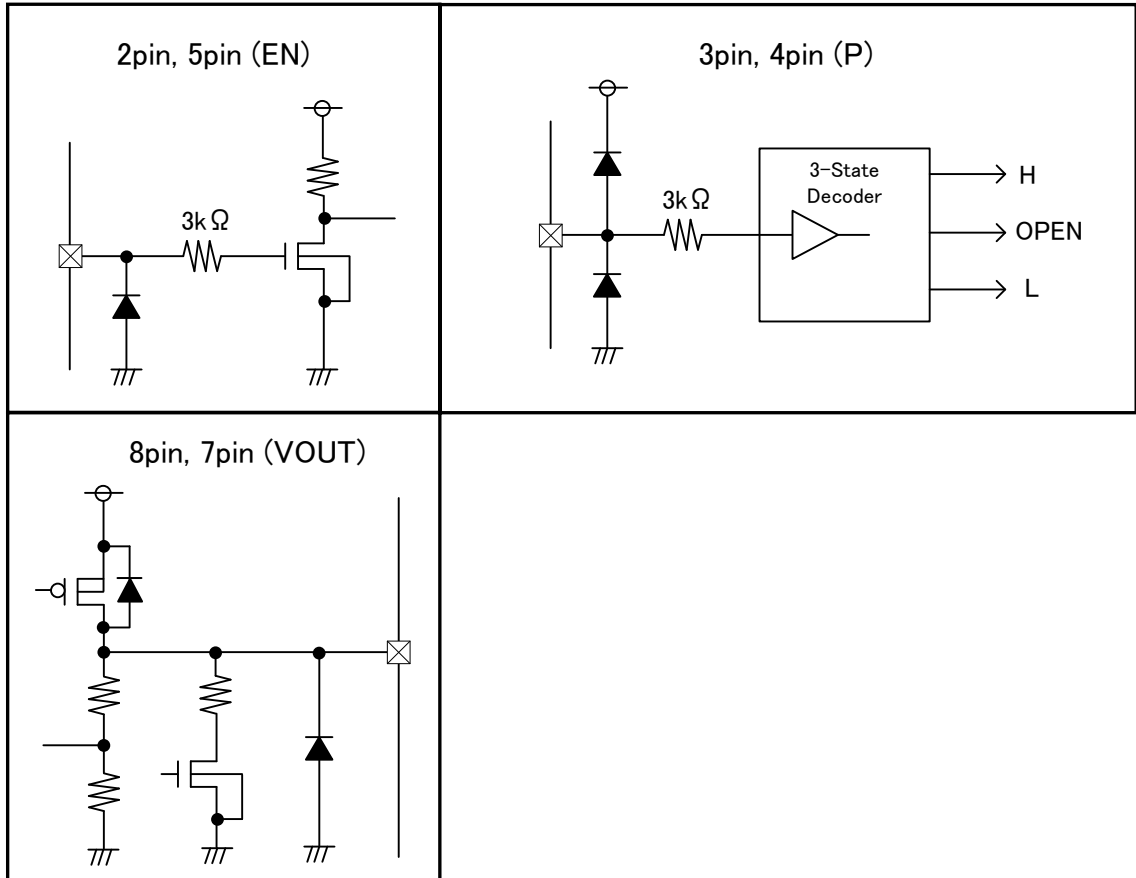 2pin, 5pin (EN)
3kΩ
3pin, 4pin (P)
3kΩ
3-State
Decoder
H
OPEN
L
8pin, 7pin (VOUT)